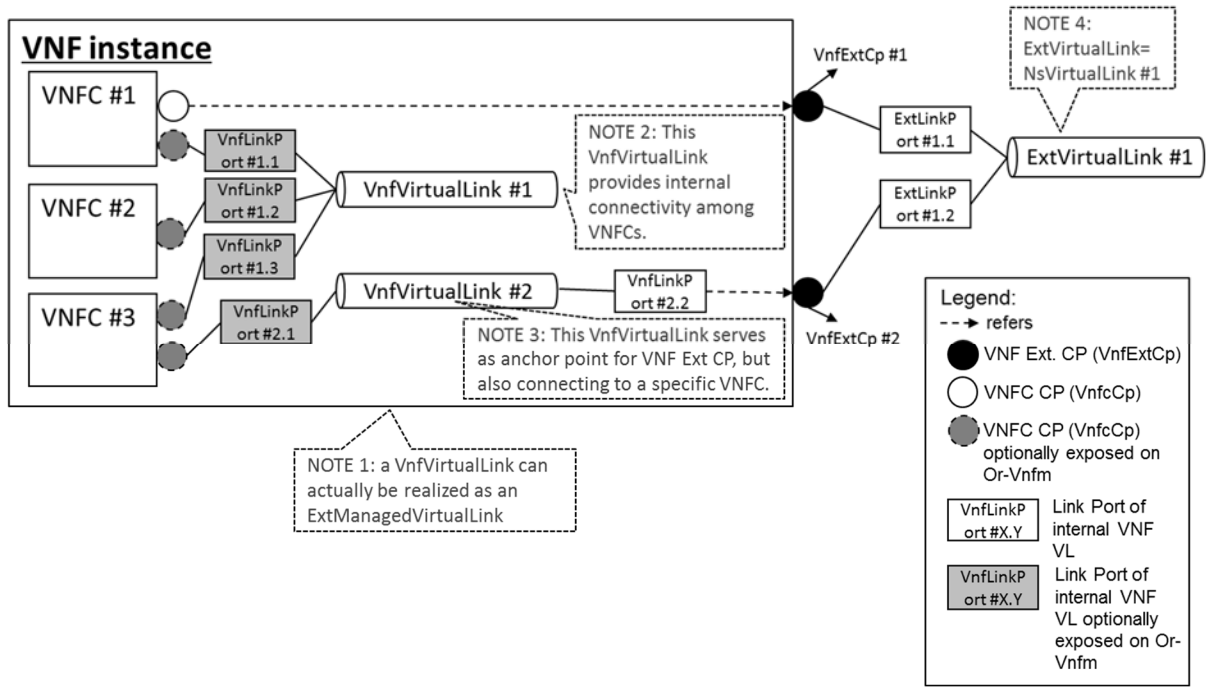 VNF instance
VNFC #1
VNFC #2
VNFC #3
VnfLinkP
ort #1.1
VnfLinkP
ort #1.2
VnfLinkP
ort #1.3
VnfLinkP
ort #2.1
VnfVirtualLink #1
VnfVirtualLink #2
VnfLinkP
ort #2.2
NOTE 2: This
VnfVirtualLink
provides internal
connectivity among
VNFCs.
NOTE 3: This VnfVirtualLink serves
as anchor point for VNF Ext CP, but
also connecting to a specific VNFC.
NOTE 1: a VnfVirtualLink can
actually be realized as an
ExtManagedVirtualLink
VnfExtCp #1
VnfExtCp #2
ExtLinkP
ort #1.1
ExtLinkP
ort #1.2
NOTE 4:
ExtVirtualLink=
NsVirtualLink #1
ExtVirtualLink #1
Legend:
refers
VNF Ext. CP (VnfExtCp)
VNFC CP (VnfcCp)
VNFC CP (VnfcCp)
optionally exposed on
Or-Vnfm
VnfLinkP
ort #X.Y
Link Port of
internal VNF
VL
VnfLinkP
ort #X.Y
Link Port of
internal VNF
VL optionally
exposed on Or-
Vnfm